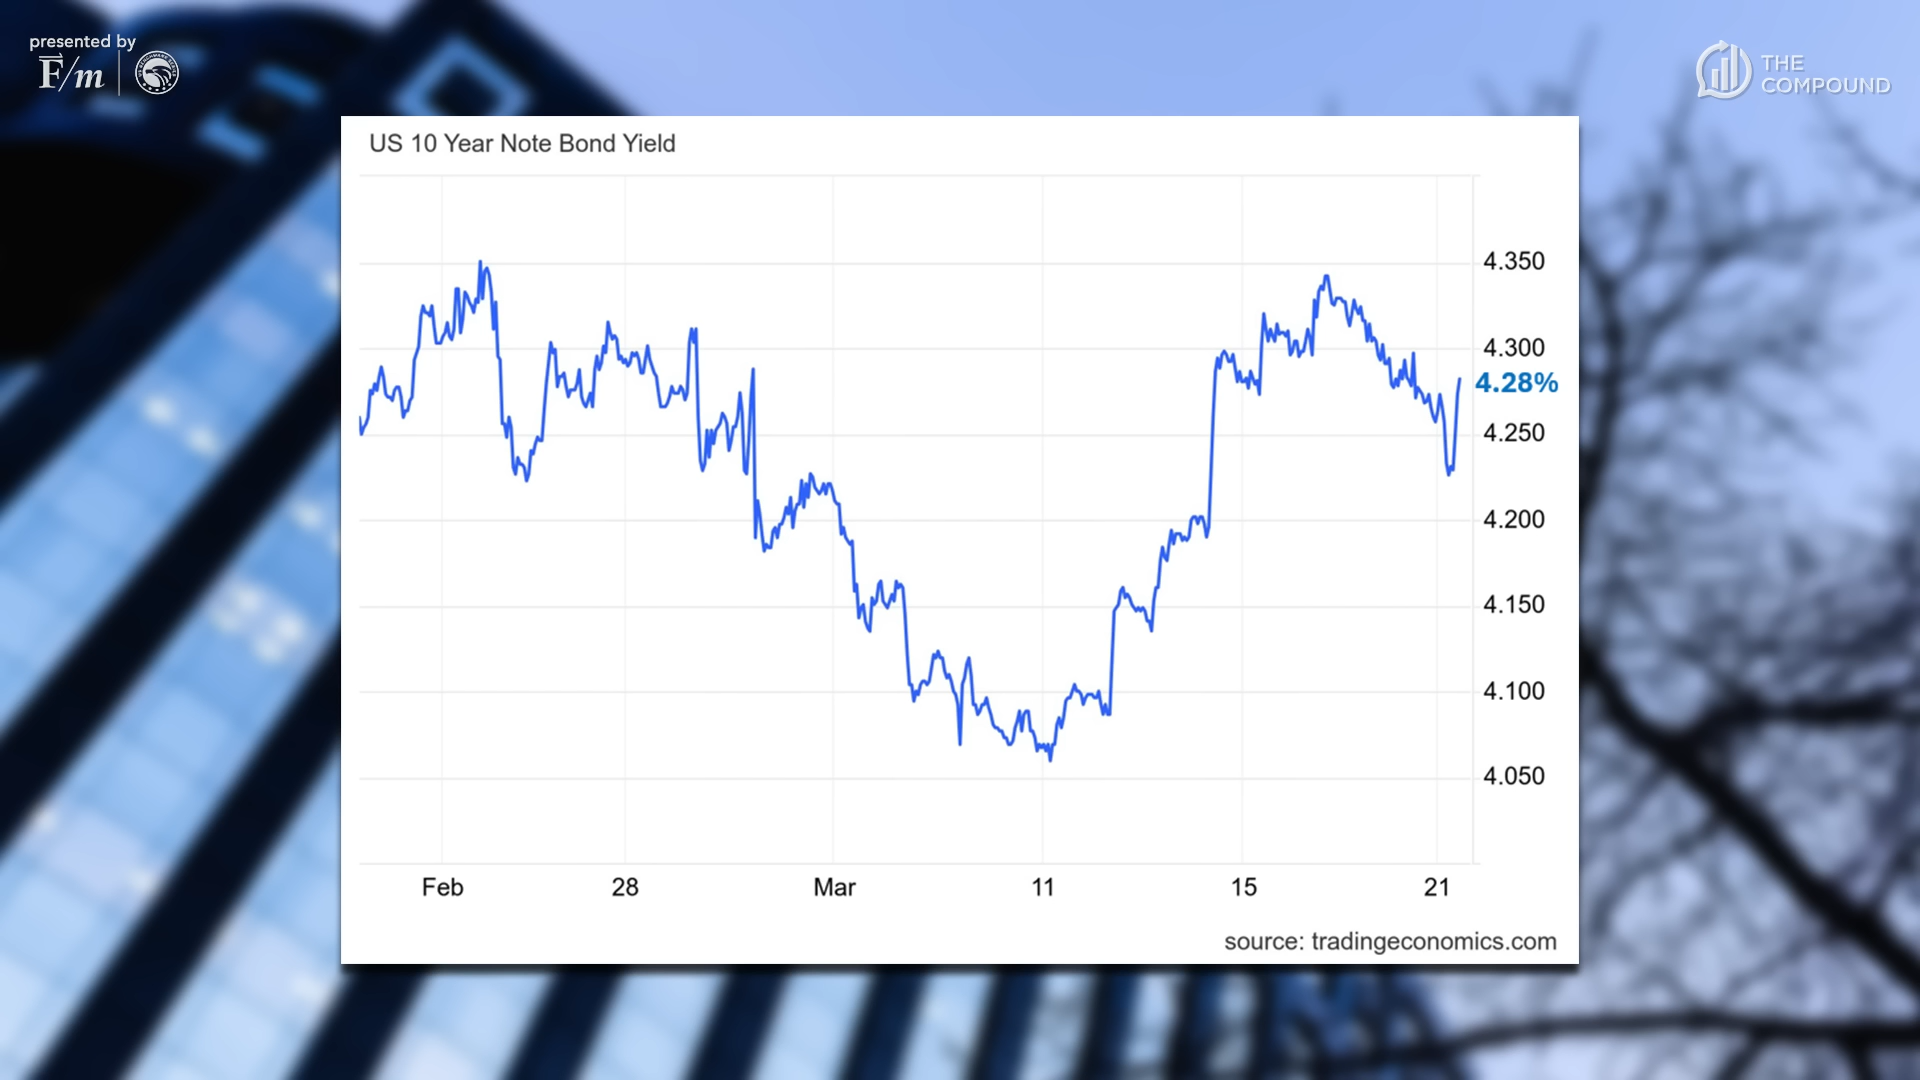 presented by
F/m
THE
COMPOUND
US 10 Year Note Bond Yield
4.350
4.300
4.28%
4.250
4.200
4.150
4.100
4.050
Feb
28
Mar
11
15
21
source: tradingeconomics.com